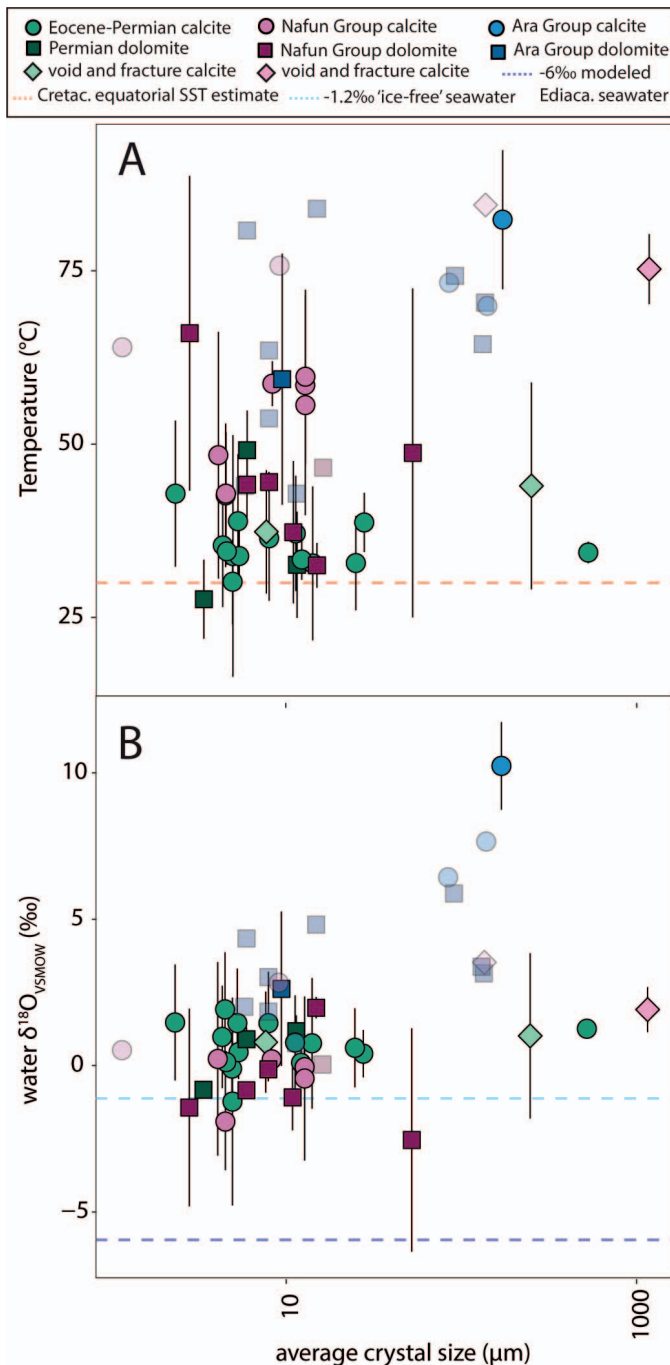 Eocene-Permian calcite Nafun Group calcite Ara Group calcite
Permian dolomite Nafun Group dolomite Ara Group dolomite
void and fracture calcite void and fracture calcite -6‰ modeled
Cretac. equatorial SST estimate -1.2‰ 'ice-free' seawater Ediaca. seawater
A
75
50
25
Temperature (°C)
B
10
5
0
−5
water δ¹⁸O_VSMOW (‰)
10 1000
average crystal size (μm)